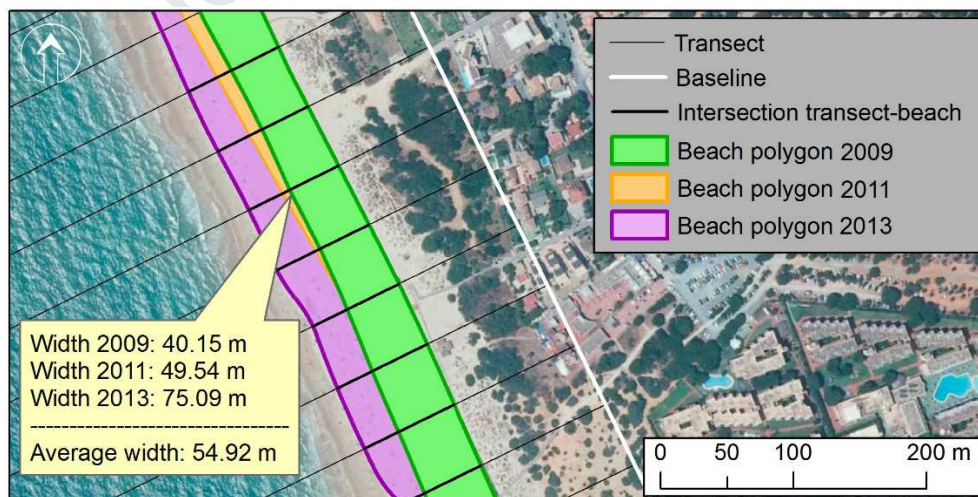 Transect
Baseline
Intersection transect-beach
Beach polygon 2009
Beach polygon 2011
Beach polygon 2013
Width 2009: 40.15 m
Width 2011: 49.54 m
Width 2013: 75.09 m
--------------------------------
Average width: 54.92 m
0 50 100 200 m